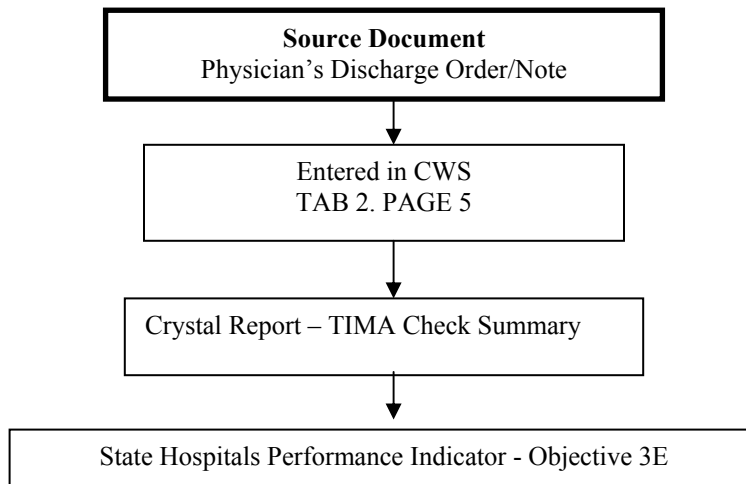 Source Document
Physician’s Discharge Order/Note
Entered in CWS
TAB 2. PAGE 5
Crystal Report – TIMA Check Summary
State Hospitals Performance Indicator - Objective 3E